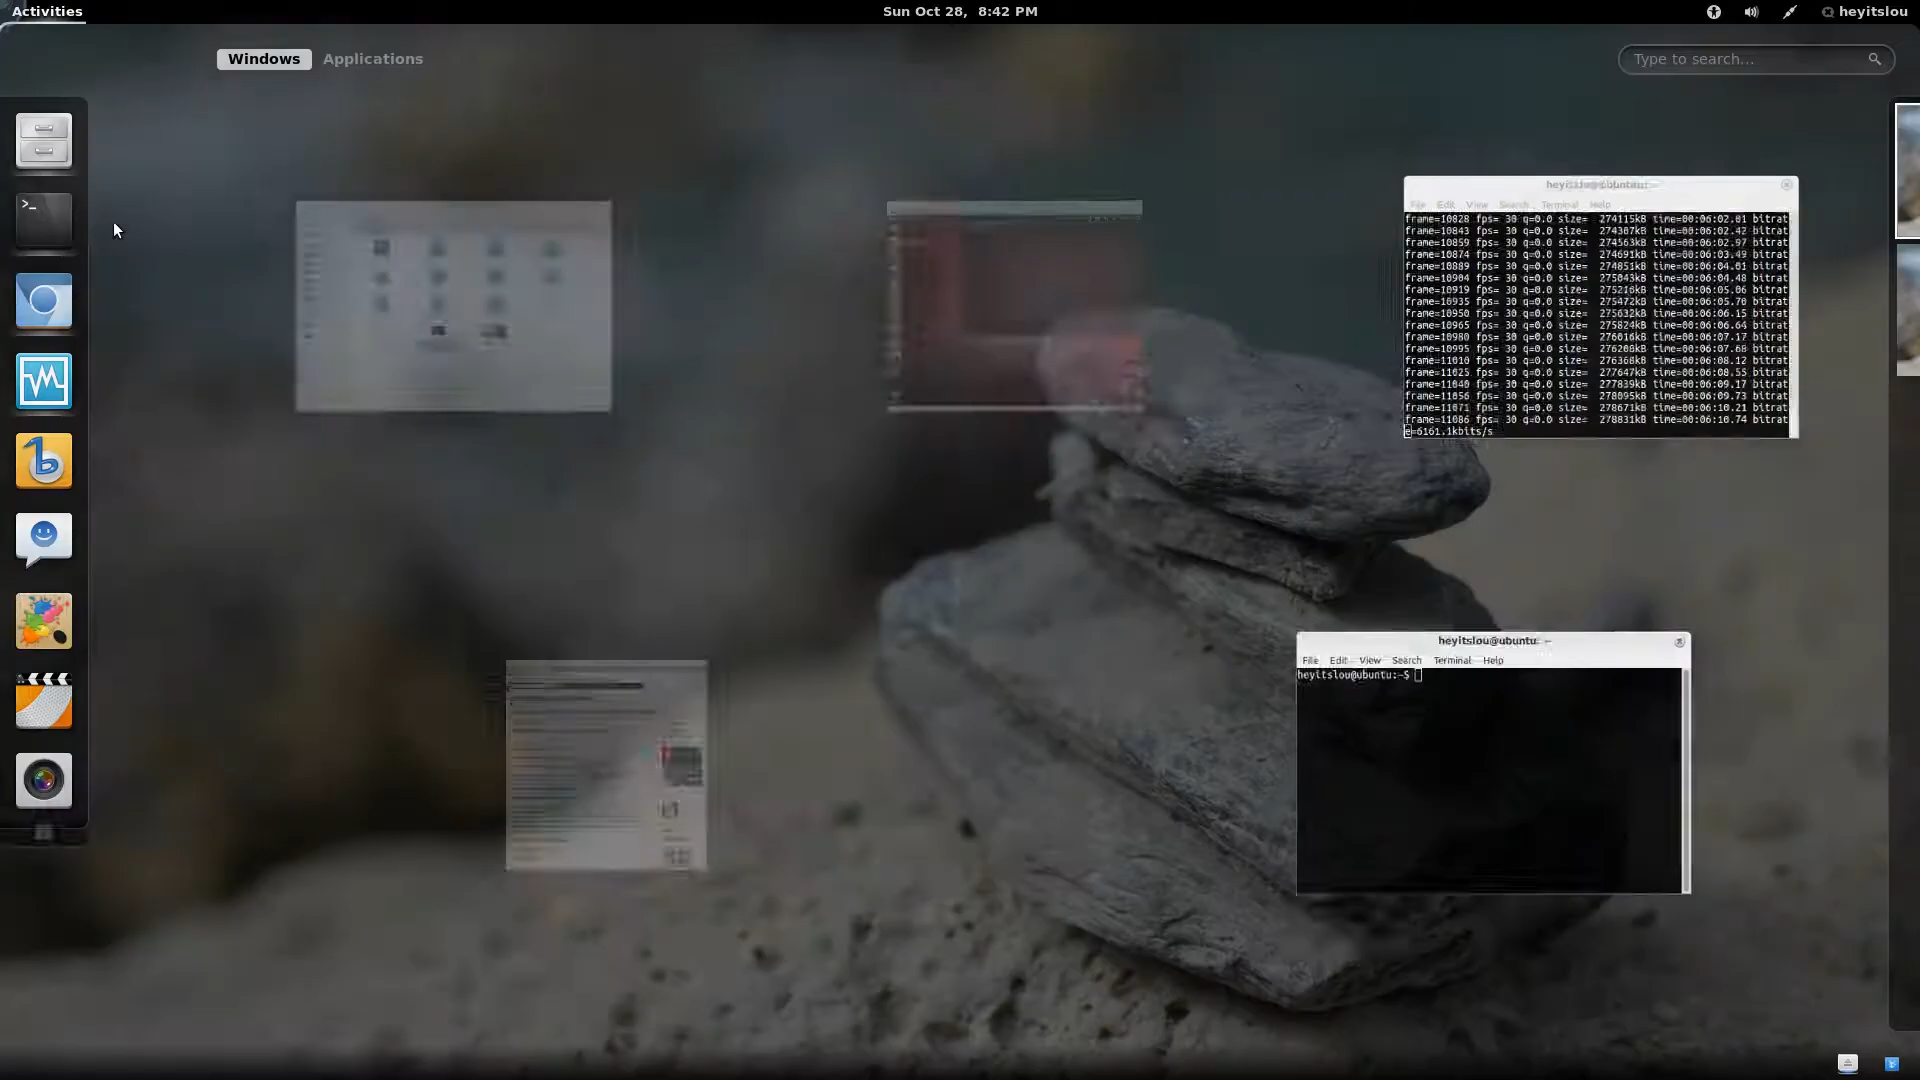 Activities
Sun Oct 28, 8:42 PM
heyitslou
Windows
Applications
Type to search...
File Edit View Search Terminal Help
frame=10828 fps= 30 q=0.0 size= 274115kB time=00:06:02.01 bitrat
frame=10843 fps= 30 q=0.0 size= 274307kB time=00:06:02.42 bitrat
frame=10859 fps= 30 q=0.0 size= 274563kB time=00:06:02.97 bitrat
frame=10874 fps= 30 q=0.0 size= 274691kB time=00:06:03.49 bitrat
frame=10889 fps= 30 q=0.0 size= 274851kB time=00:06:04.01 bitrat
frame=10904 fps= 30 q=0.0 size= 275043kB time=00:06:04.48 bitrat
frame=10919 fps= 30 q=0.0 size= 275219kB time=00:06:05.06 bitrat
frame=10935 fps= 30 q=0.0 size= 275472kB time=00:06:05.70 bitrat
frame=10950 fps= 30 q=0.0 size= 275632kB time=00:06:06.15 bitrat
frame=10965 fps= 30 q=0.0 size= 275824kB time=00:06:06.64 bitrat
frame=10980 fps= 30 q=0.0 size= 276016kB time=00:06:07.17 bitrat
frame=10995 fps= 30 q=0.0 size= 276208kB time=00:06:07.68 bitrat
frame=11010 fps= 30 q=0.0 size= 276368kB time=00:06:08.12 bitrat
frame=11025 fps= 30 q=0.0 size= 277647kB time=00:06:08.55 bitrat
frame=11040 fps= 30 q=0.0 size= 277839kB time=00:06:09.17 bitrat
frame=11056 fps= 30 q=0.0 size= 278095kB time=00:06:09.73 bitrat
frame=11071 fps= 30 q=0.0 size= 278671kB time=00:06:10.21 bitrat
frame=11086 fps= 30 q=0.0 size= 278831kB time=00:06:10.74 bitrat
e=6161.1kbits/s
heyitslou@ubuntu: ~
File Edit View Search Terminal Help
heyitslou@ubuntu:~$